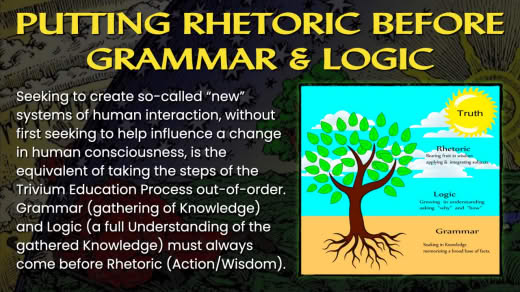 PUTTING RHETORIC BEFORE
GRAMMAR & LOGIC
Seeking to create so-called “new”
systems of human interaction, without
first seeking to help influence a change
in human consciousness, is the
equivalent of taking the steps of the
Trivium Education Process out-of-order.
Grammar (gathering of Knowledge)
and Logic (a full Understanding of the
gathered Knowledge) must always
come before Rhetoric (Action/Wisdom).
Truth
Rhetoric
Bearing fruit in wisdom
applying & integrating subjects
Logic
Growing in understanding
asking "why" and "how"
Grammar
Soaking in Knowledge
memorizing a broad base of facts.